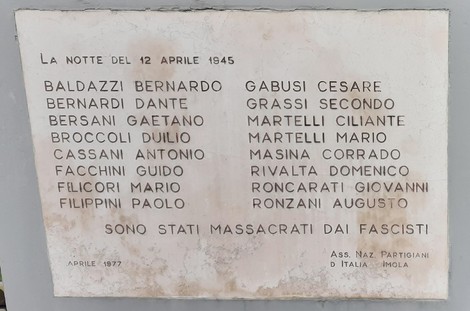 LA NOTTE DEL 12 APRILE 1945
BALDAZZI BERNARDO GABUSI CESARE
BERNARDI DANTE GRASSI SECONDO
BERSANI GAETANO MARTELLI CILIANTE
BROCCOLI DUILIO MARTELLI MARIO
CASSANI ANTONIO MASINA CORRADO
FACCHINI GUIDO RIVALTA DOMENICO
FILICORI MARIO RONCARATI GIOVANNI
FILIPPINI PAOLO RONZANI AUGUSTO
SONO STATI MASSACRATI DAI FASCISTI
APRILE 1977 ASS. NAZ. PARTIGIANI
D ITALIA IMOLA